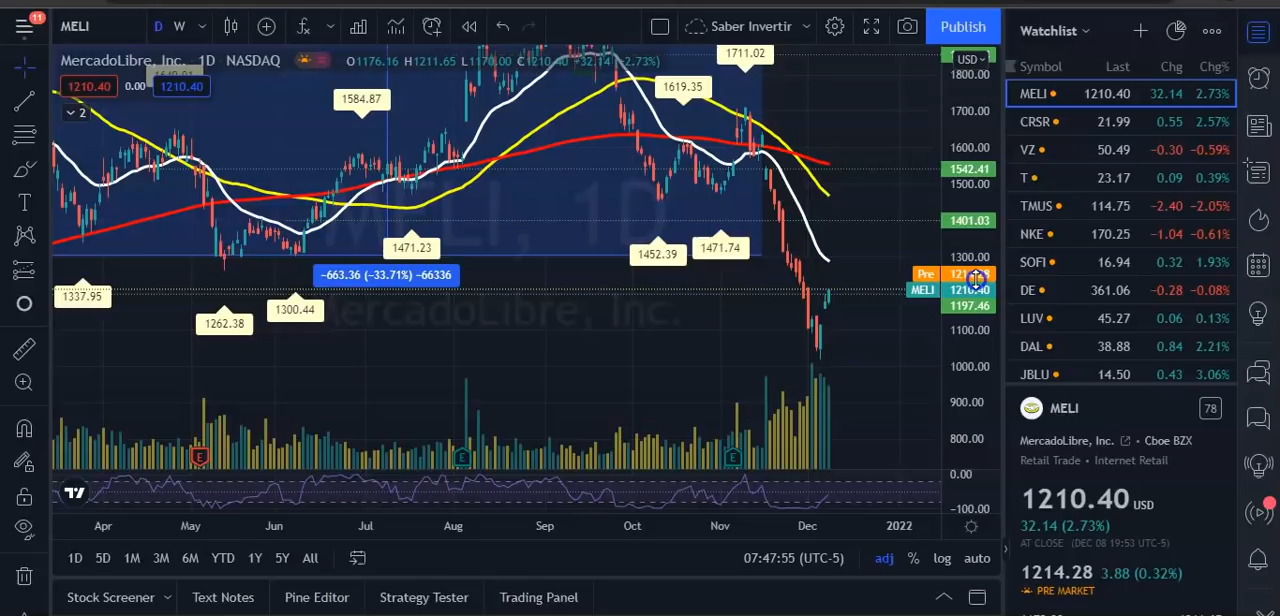 11
MELI
D
W
Saber Invertir
Publish
MercadoLibre, Inc. · 1D · NASDAQ
O1176.16 H1211.65 L1170.00 C1210.40 +32.14 (+2.73%)
1210.40
0.00
1210.40
2
1584.87
1619.35
1711.02
1471.23
1452.39
1471.74
−663.36 (−33.71%) −66336
1337.95
1262.38
1300.44
MELI, 1D
MercadoLibre, Inc.
USD
1800.00
1700.00
1600.00
1542.41
1500.00
1401.03
1300.00
Pre
MELI
1210.40
1197.46
1100.00
1000.00
900.00
800.00
0.00
−100.00
E
E
E
Apr
May
Jun
Jul
Aug
Sep
Oct
Nov
Dec
2022
1D
5D
1M
3M
6M
YTD
1Y
5Y
All
07:47:55 (UTC-5)
adj
%
log
auto
Stock Screener
Text Notes
Pine Editor
Strategy Tester
Trading Panel
Watchlist
Symbol Last Chg Chg%
MELI 1210.40 32.14 2.73%
CRSR 21.99 0.55 2.57%
VZ 50.49 −0.30 −0.59%
T 23.17 0.09 0.39%
TMUS 114.75 −2.40 −2.05%
NKE 170.25 −1.04 −0.61%
SOFI 16.94 0.32 1.93%
DE 361.06 −0.28 −0.08%
LUV 45.27 0.06 0.13%
DAL 38.88 0.84 2.21%
JBLU 14.50 0.43 3.06%
MELI
78
MercadoLibre, Inc. · Cboe BZX
Retail Trade · Internet Retail
1210.40 USD
32.14 (2.73%)
AT CLOSE (DEC 08 19:53 UTC-5)
1214.28 3.88 (0.32%)
PRE MARKET